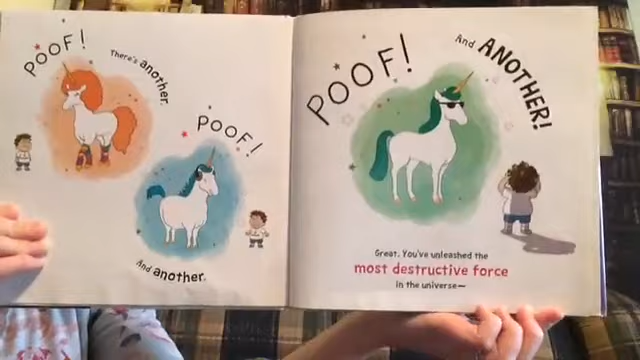 POOF!
There's another.
POOF!
And another.
POOF!
And ANOTHER!
Great. You've unleashed the
most destructive force
in the universe—